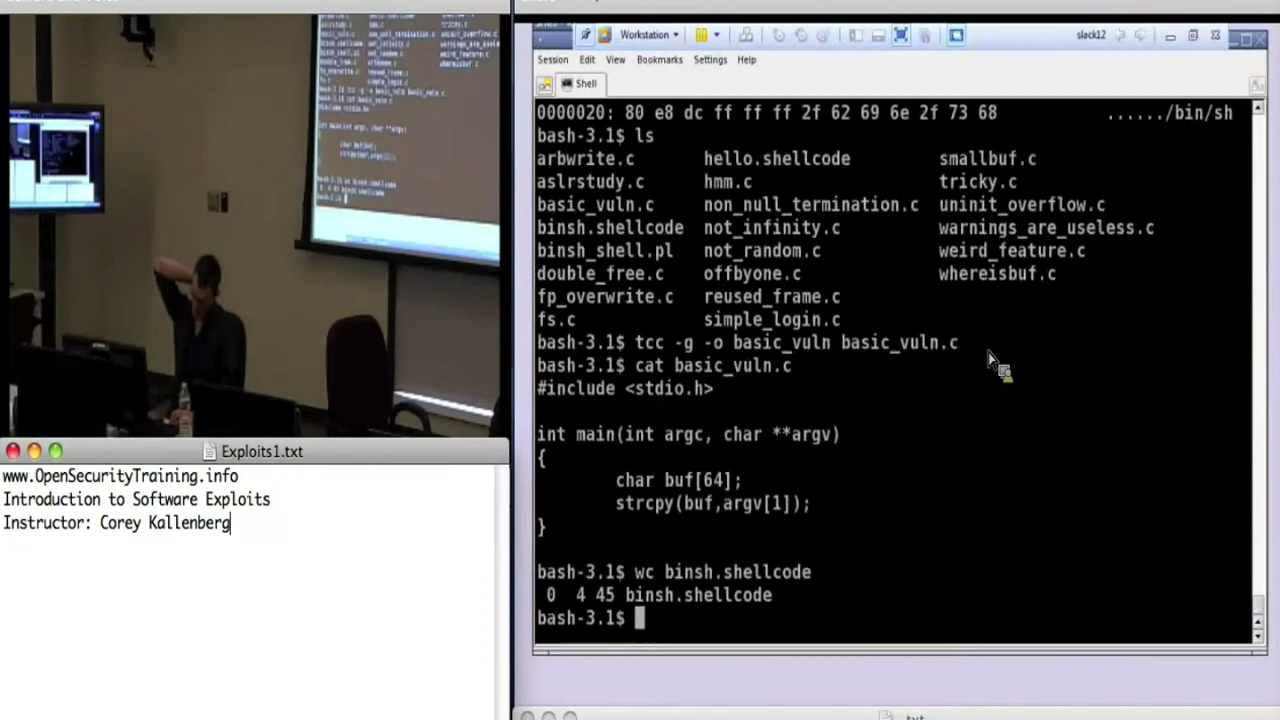 Workstation
slack12
Session Edit View Bookmarks Settings Help
Shell
0000020: 80 e8 dc ff ff ff 2f 62 69 6e 2f 73 68 ....../bin/sh
bash-3.1$ ls
arbwrite.c hello.shellcode smallbuf.c
aslrstudy.c hmm.c tricky.c
basic_vuln.c non_null_termination.c uninit_overflow.c
binsh.shellcode not_infinity.c warnings_are_useless.c
binsh_shell.pl not_random.c weird_feature.c
double_free.c offbyone.c whereisbuf.c
fp_overwrite.c reused_frame.c
fs.c simple_login.c
bash-3.1$ tcc -g -o basic_vuln basic_vuln.c
bash-3.1$ cat basic_vuln.c
#include <stdio.h>
int main(int argc, char **argv)
{
char buf[64];
strcpy(buf,argv[1]);
}
bash-3.1$ wc binsh.shellcode
0 4 45 binsh.shellcode
bash-3.1$
Exploits1.txt
www.OpenSecurityTraining.info
Introduction to Software Exploits
Instructor: Corey Kallenberg